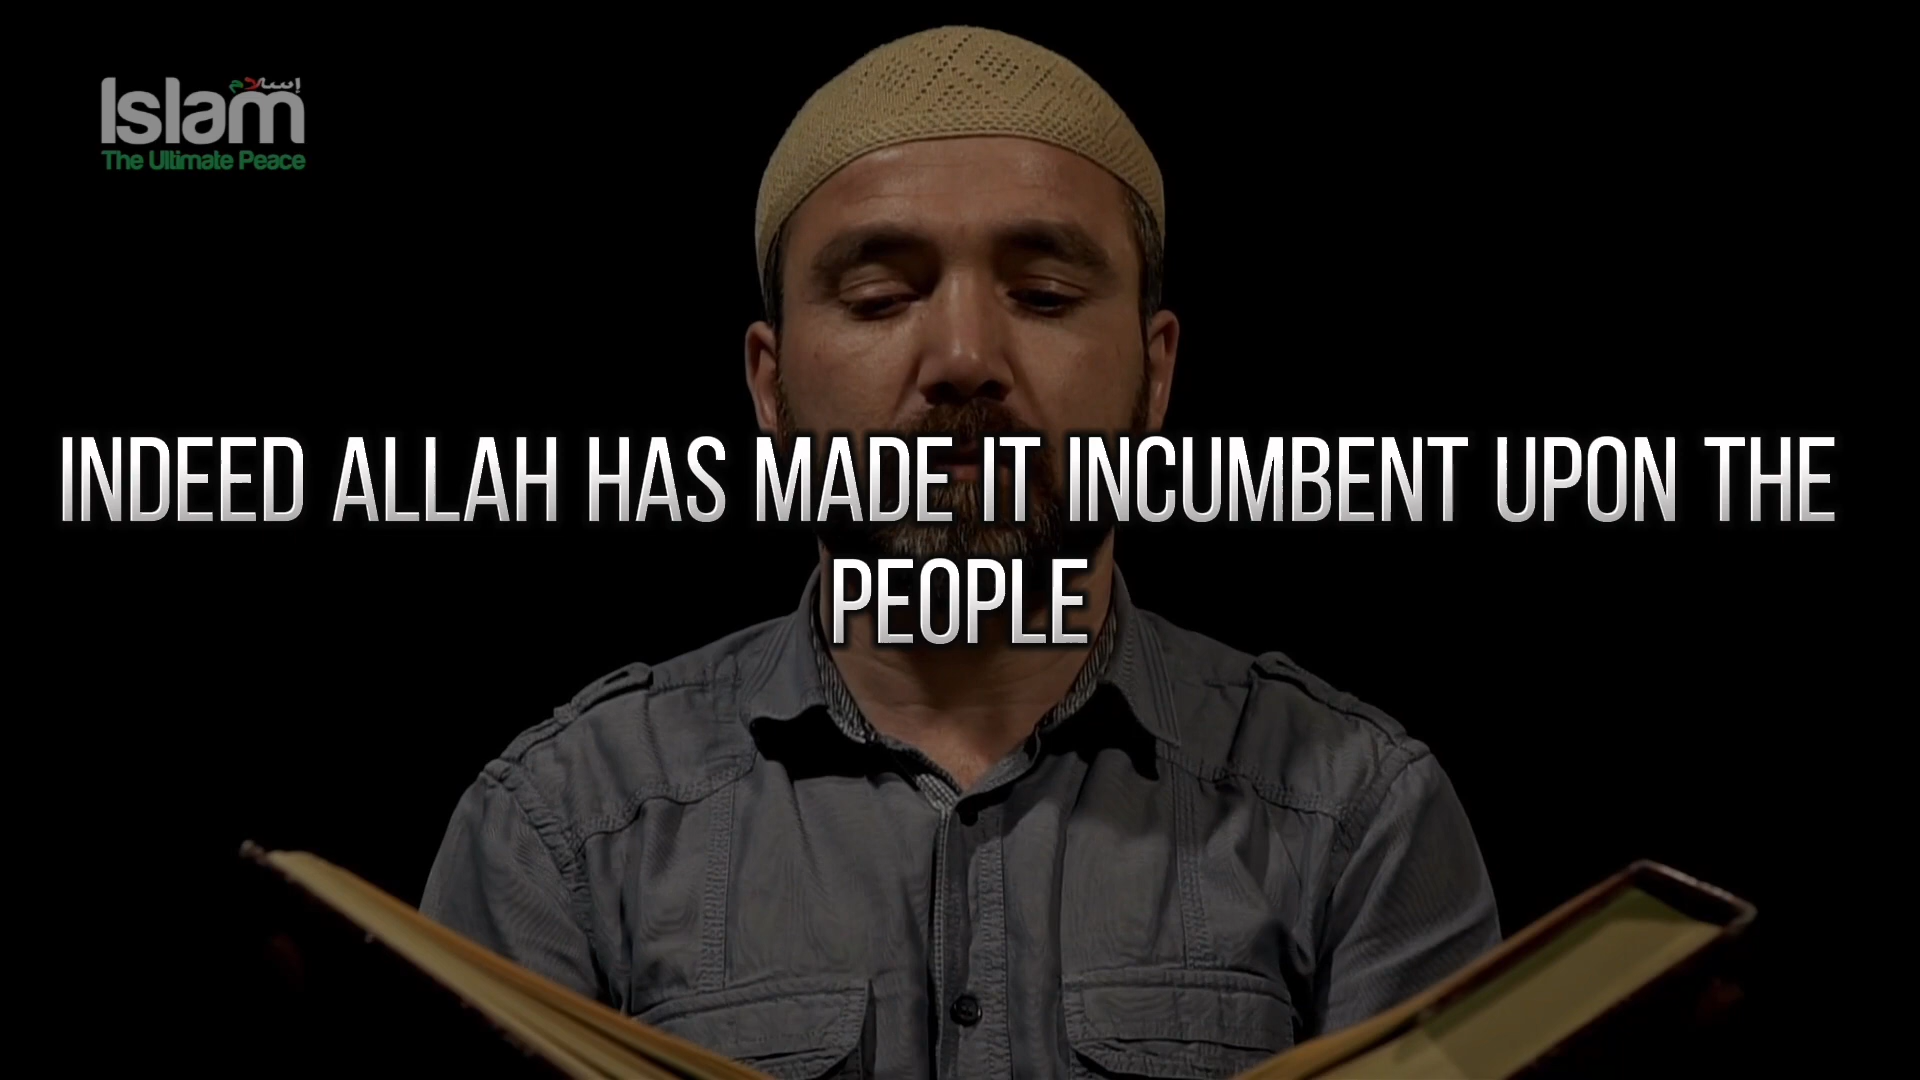 إسلام
Islam
The Ultimate Peace
INDEED ALLAH HAS MADE IT INCUMBENT UPON THE
PEOPLE